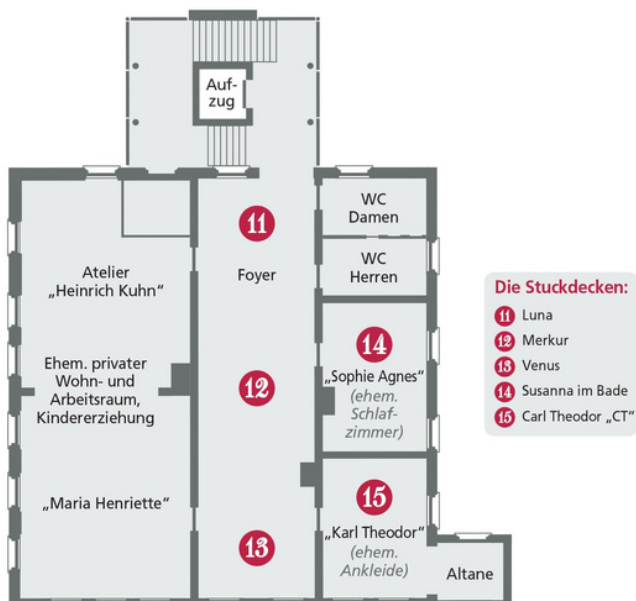 Auf-
zug
WC
Damen
11
Foyer
WC
Herren
Atelier
„Heinrich Kuhn“
Die Stuckdecken:
11 Luna
12 Merkur
13 Venus
14 Susanna im Bade
15 Carl Theodor „CT“
14
„Sophie Agnes“
(ehem.
Schlaf-
zimmer)
Ehem. privater
Wohn- und
Arbeitsraum,
Kindererziehung
12
„Maria Henriette“
15
„Karl Theodor“
(ehem.
Ankleide)
13
Altane